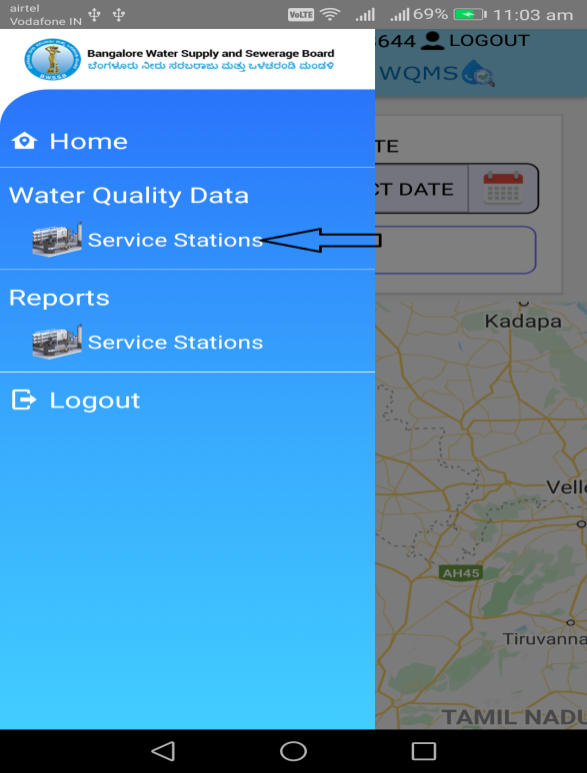 airtel
Vodafone IN
VoLTE 69% 11:03 am
Bangalore Water Supply and Sewerage Board
ಬೆಂಗಳೂರು ನೀರು ಸರಬರಾಜು ಮತ್ತು ಒಳಚರಂಡಿ ಮಂಡಳಿ
BWSSB
3644 LOGOUT
WQMS
Home
TE
Water Quality Data
CT DATE
Service Stations
Reports
Kadapa
Service Stations
Logout
Velle
AH45
Tiruvanna
TAMIL NADU